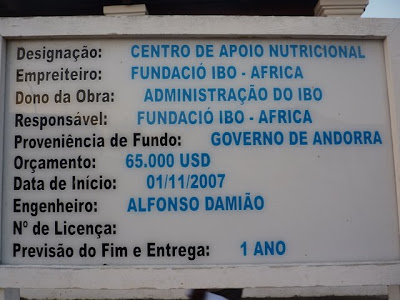 Designação: CENTRO DE APOIO NUTRICIONAL
Empreiteiro: FUNDACIÓ IBO - AFRICA
Dono da Obra: ADMINISTRAÇÃO DO IBO
Responsável: FUNDACIÓ IBO - AFRICA
Proveniência de Fundo: GOVERNO DE ANDORRA
Orçamento: 65.000 USD
Data de Início: 01/11/2007
Engenheiro: ALFONSO DAMIÃO
Nº de Licença:
Previsão do Fim e Entrega: 1 ANO